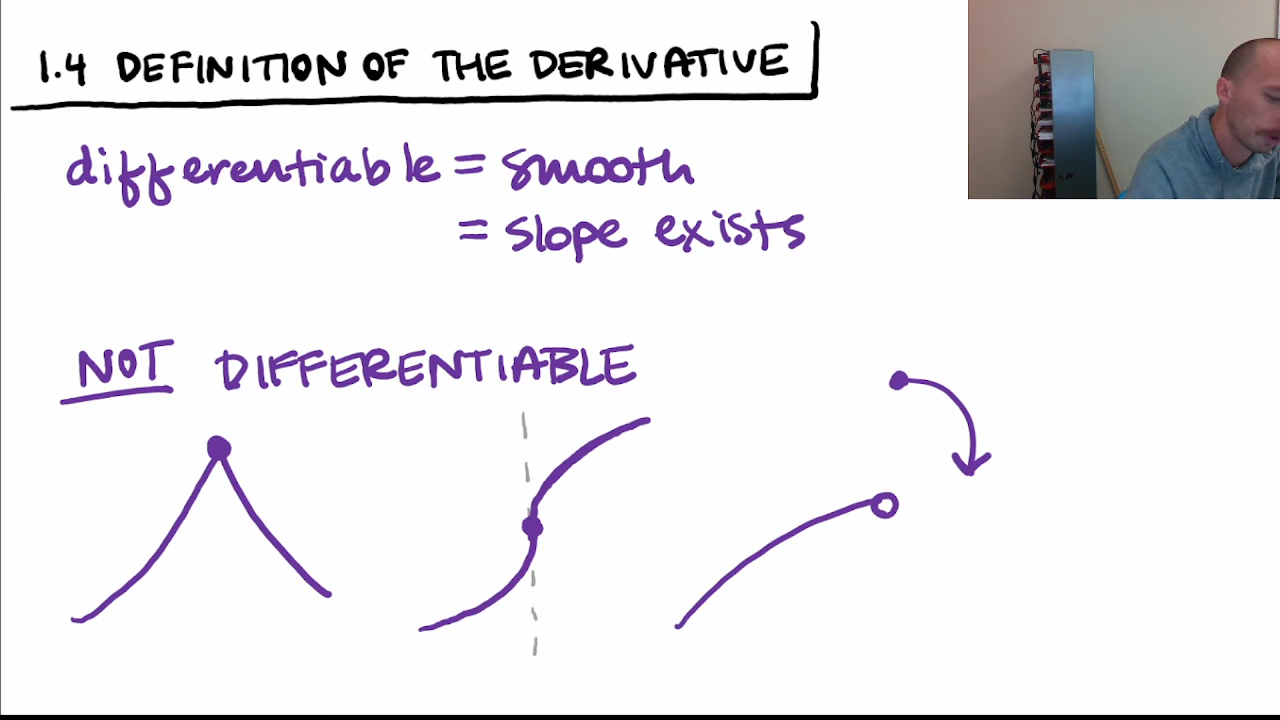 1.4 DEFINITION OF THE DERIVATIVE
differentiable = smooth
= slope exists
NOT DIFFERENTIABLE